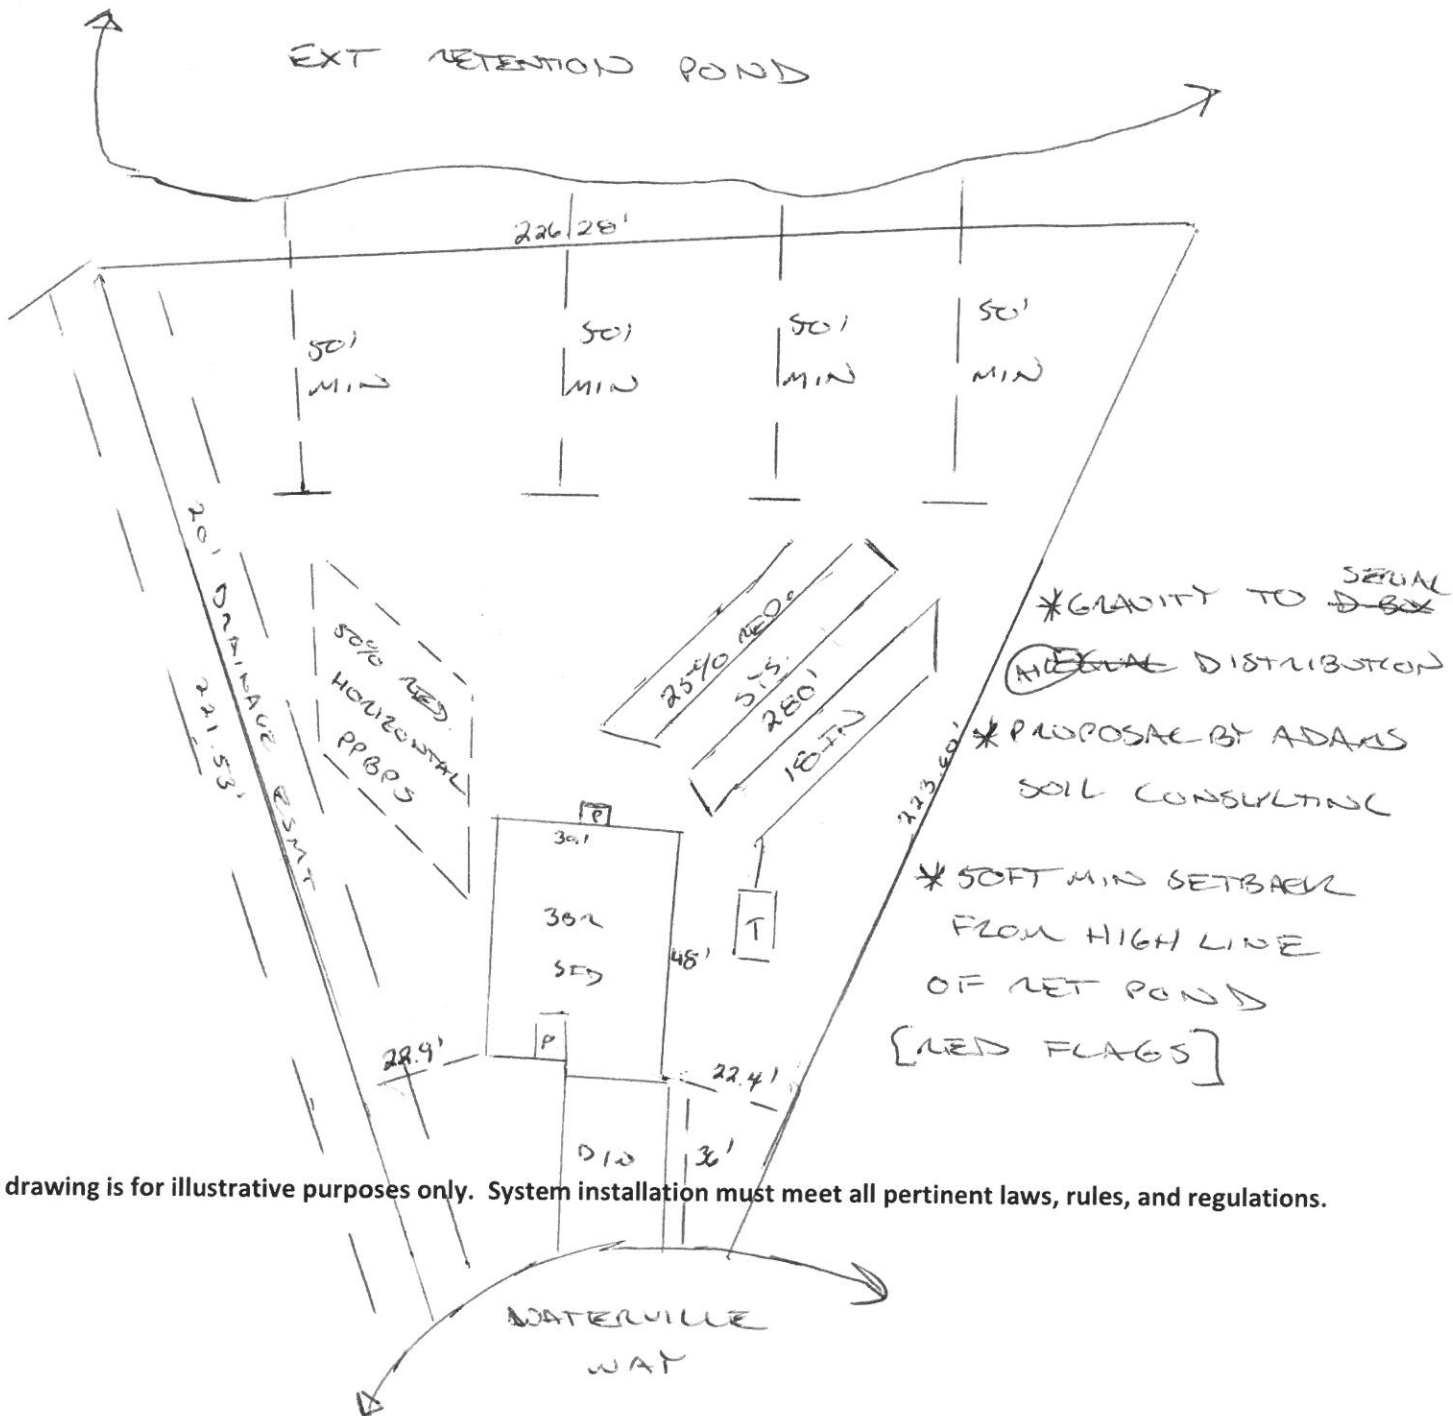 EXT RETENTION POND
226.28'
50'
MIN
50'
MIN
50'
MIN
50'
MIN
20' DRAINAGE ESMT
221.53'
50% RED.
HORIZONTAL
PPBPS
25% RED.
SYS.
280'
18-IN
223.60'
*GRAVITY TO D-BOX SERIAL
EQUAL DISTRIBUTION
*PROPOSAL BY ADAMS
SOIL CONSULTING
*50FT MIN SETBACK
FROM HIGH LINE
OF RET POND
[RED FLAGS]
P
30'
3BR
SFD
48'
T
P
28.9'
22.4'
D/W
36'
drawing is for illustrative purposes only. System installation must meet all pertinent laws, rules, and regulations.
WATERVILLE
WAY